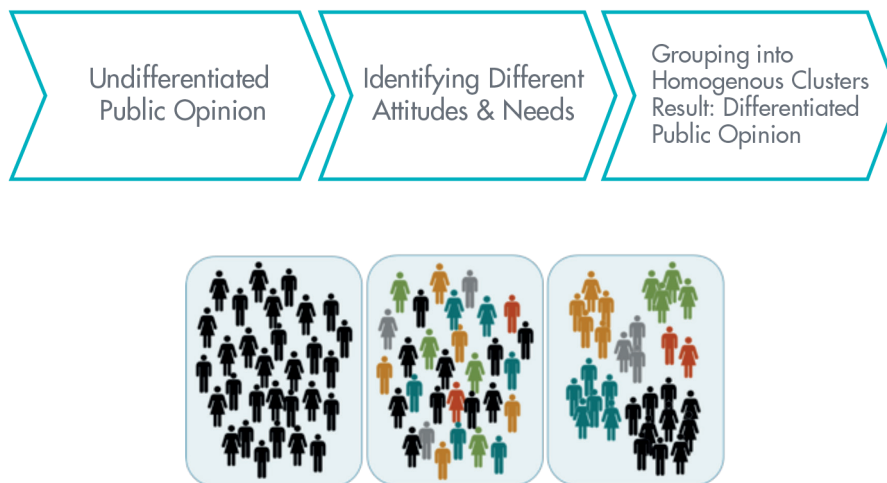 Undifferentiated
Public Opinion
Identifying Different
Attitudes & Needs
Grouping into
Homogenous Clusters
Result: Differentiated
Public Opinion